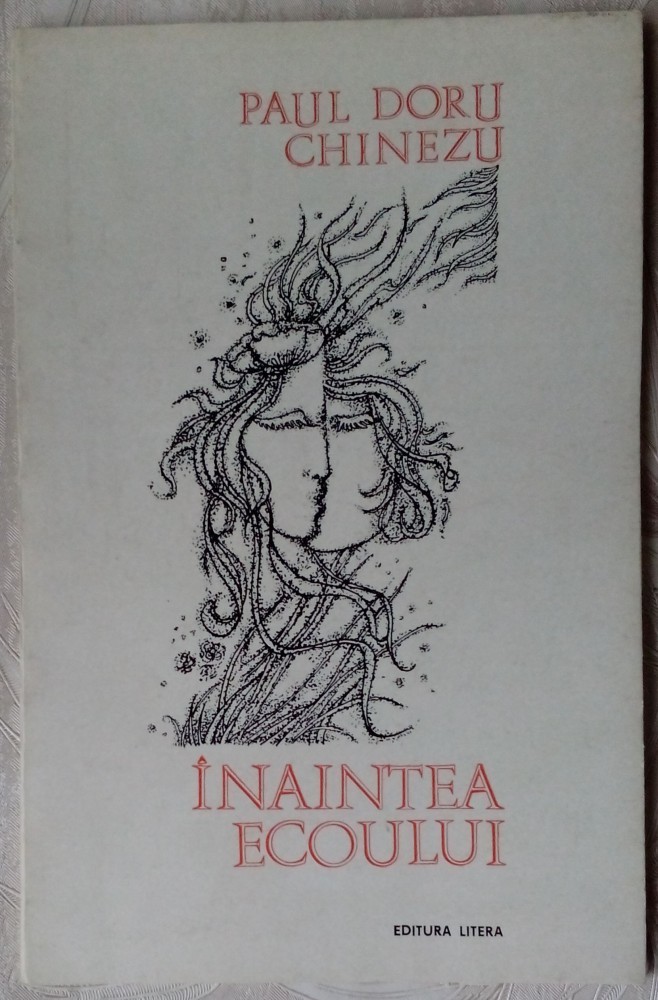 PAUL DORU
CHINEZU
ÎNAINTEA
ECOULUI
EDITURA LITERA